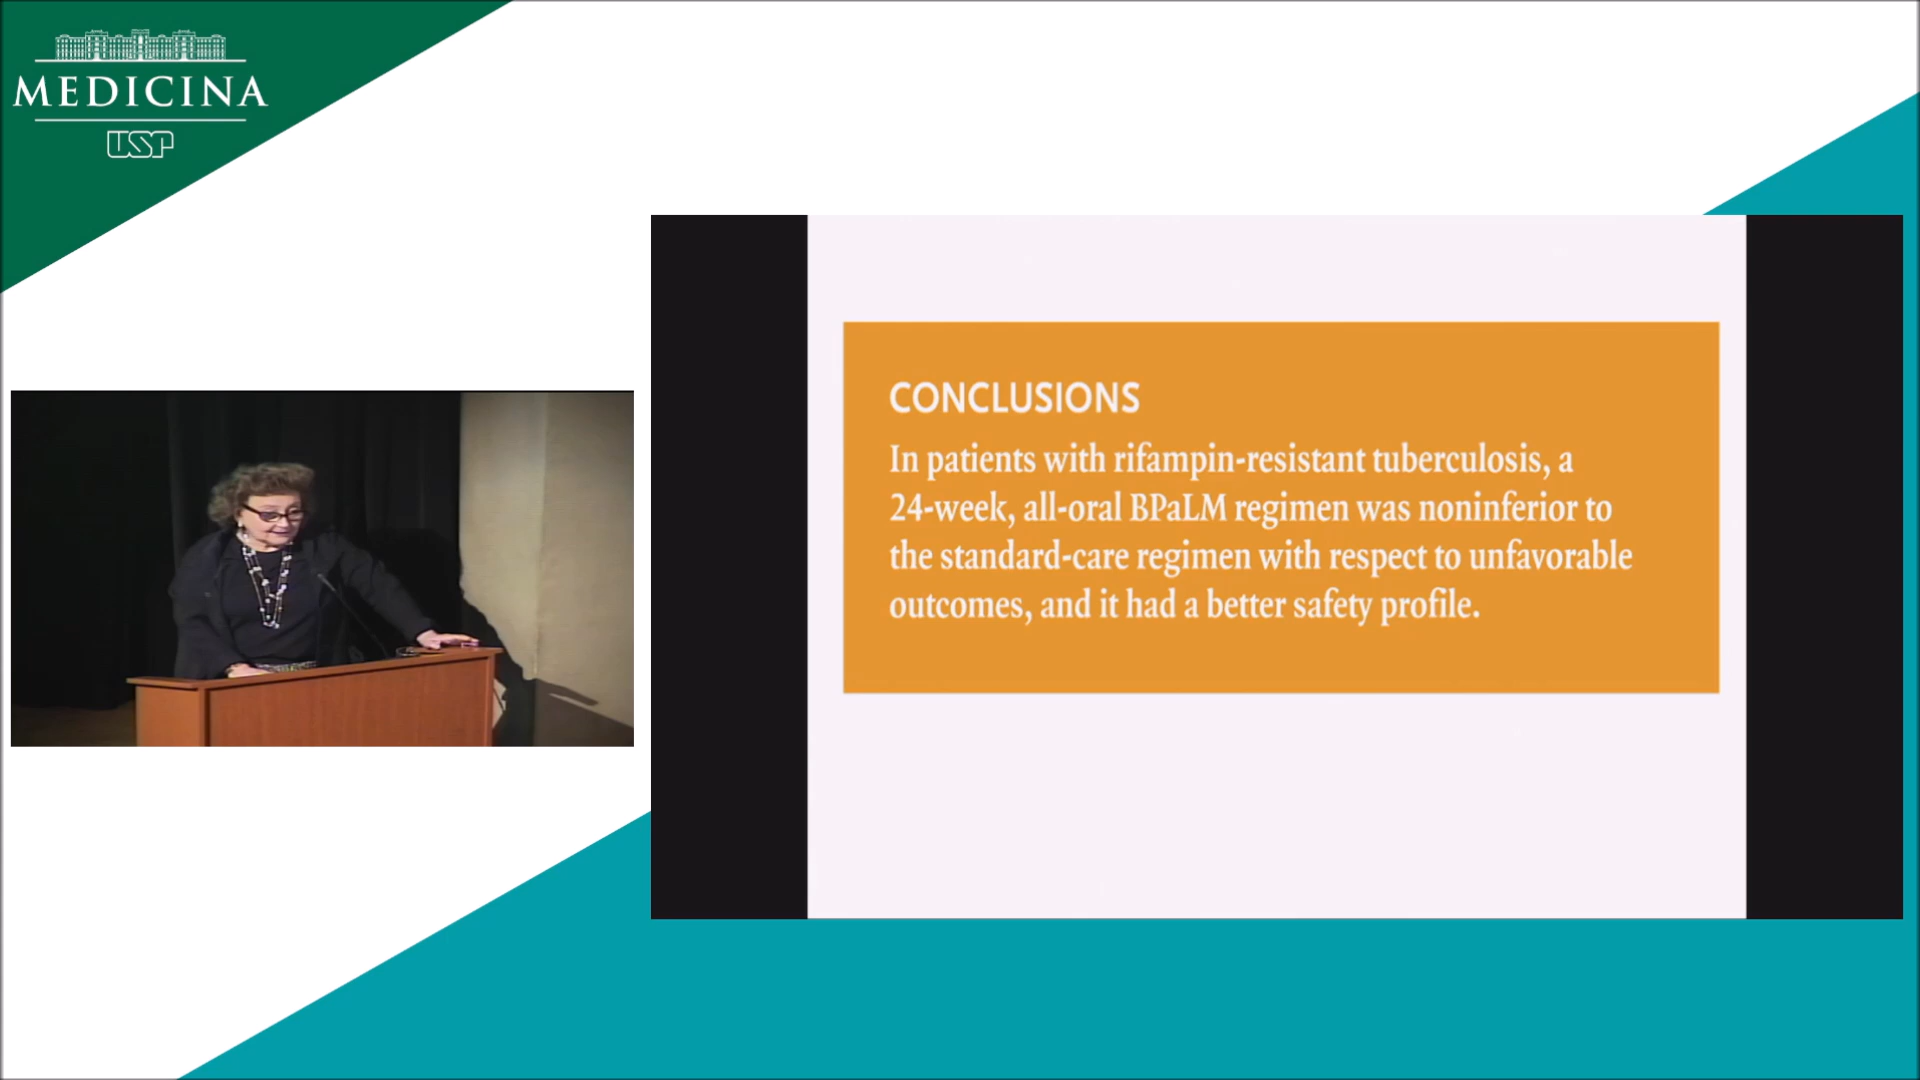 MEDICINA
USP
CONCLUSIONS
In patients with rifampin-resistant tuberculosis, a
24-week, all-oral BPaLM regimen was noninferior to
the standard-care regimen with respect to unfavorable
outcomes, and it had a better safety profile.